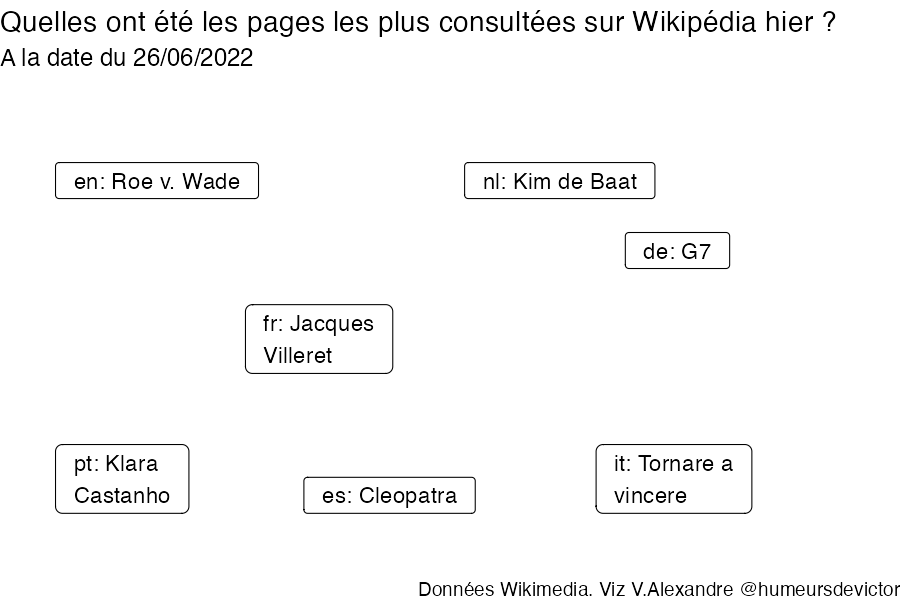 Quelles ont été les pages les plus consultées sur Wikipédia hier ?
A la date du 26/06/2022
en: Roe v. Wade
nl: Kim de Baat
de: G7
fr: Jacques
Villeret
pt: Klara
Castanho
es: Cleopatra
it: Tornare a
vincere
Données Wikimedia. Viz V.Alexandre @humeursdevictor